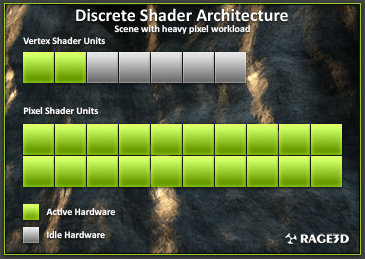 Discrete Shader Architecture
Scene with heavy pixel workload
Vertex Shader Units
Pixel Shader Units
Active Hardware
Idle Hardware
RAGE3D